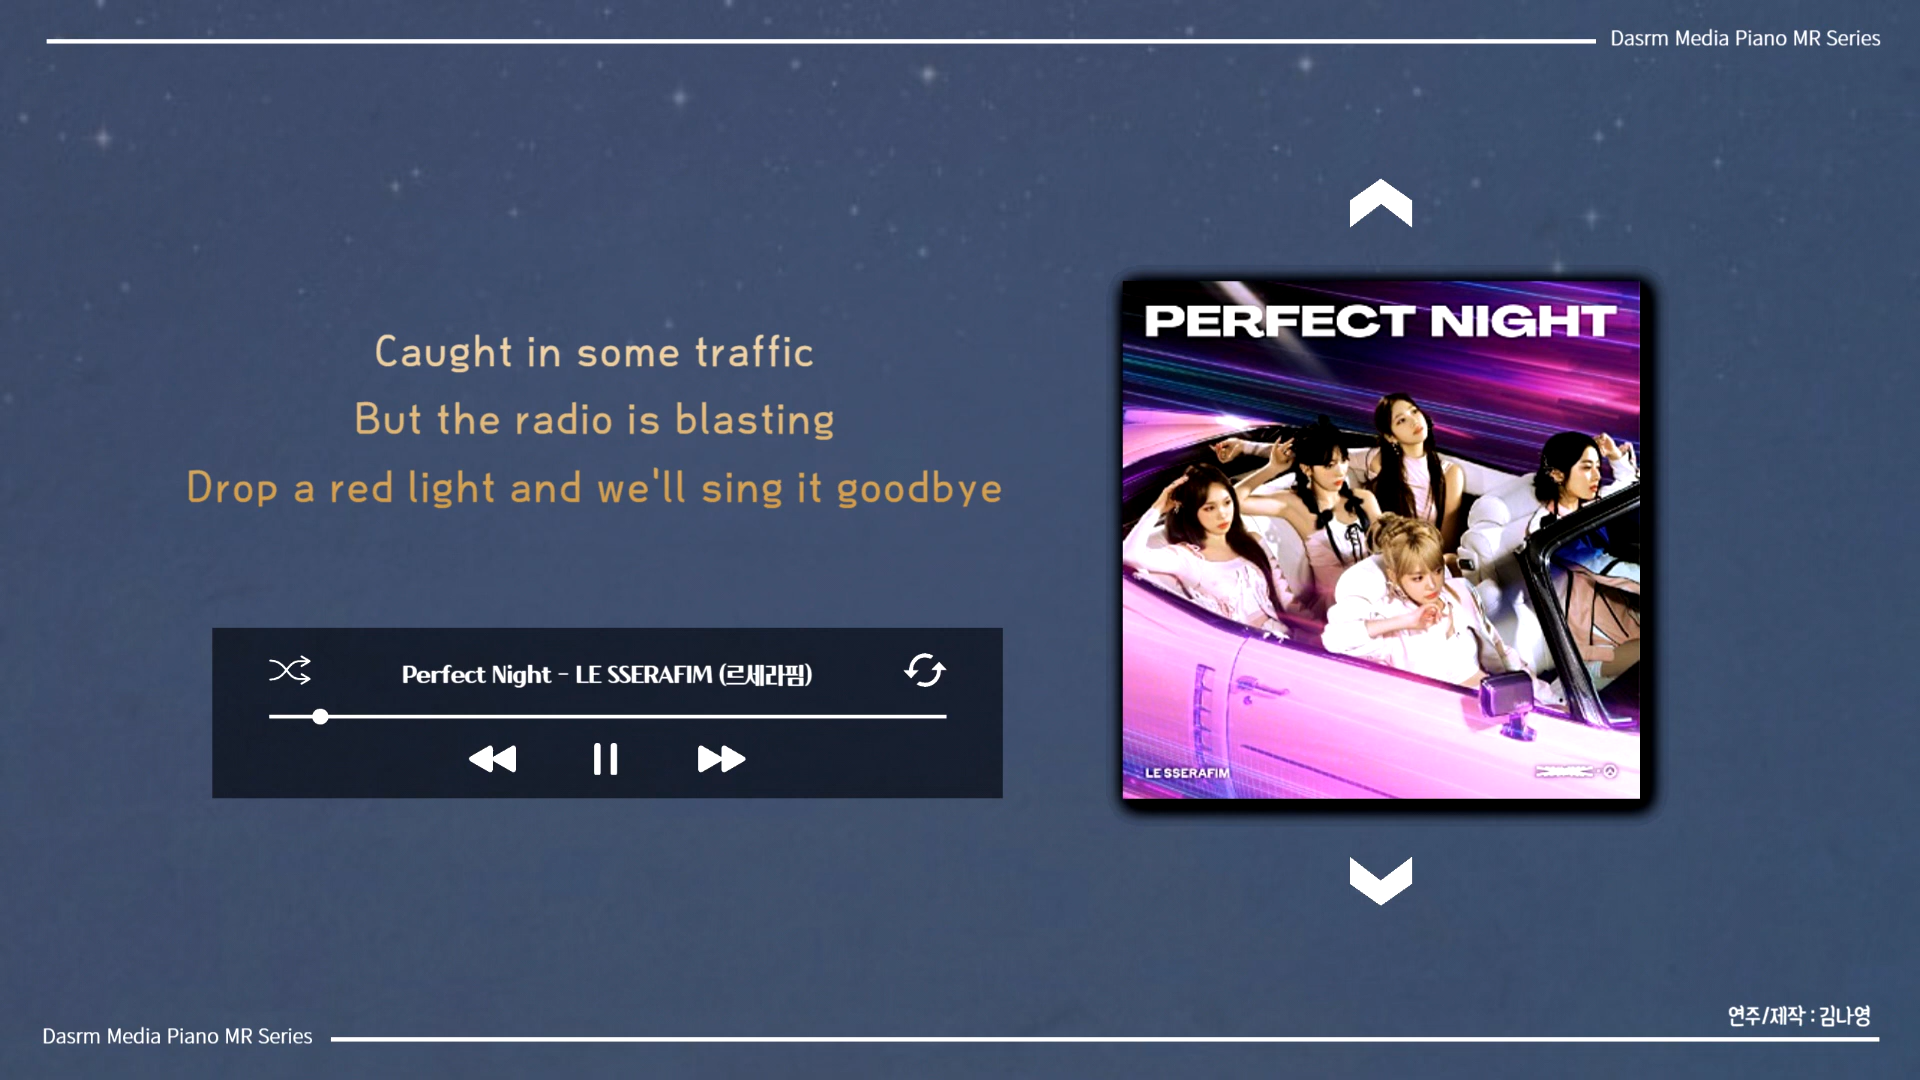 Dasrm Media Piano MR Series
Caught in some traffic
But the radio is blasting
Drop a red light and we'll sing it goodbye
Perfect Night - LE SSERAFIM (르세라핌)
PERFECT NIGHT
LE SSERAFIM
연주/제작 : 김나영
Dasrm Media Piano MR Series